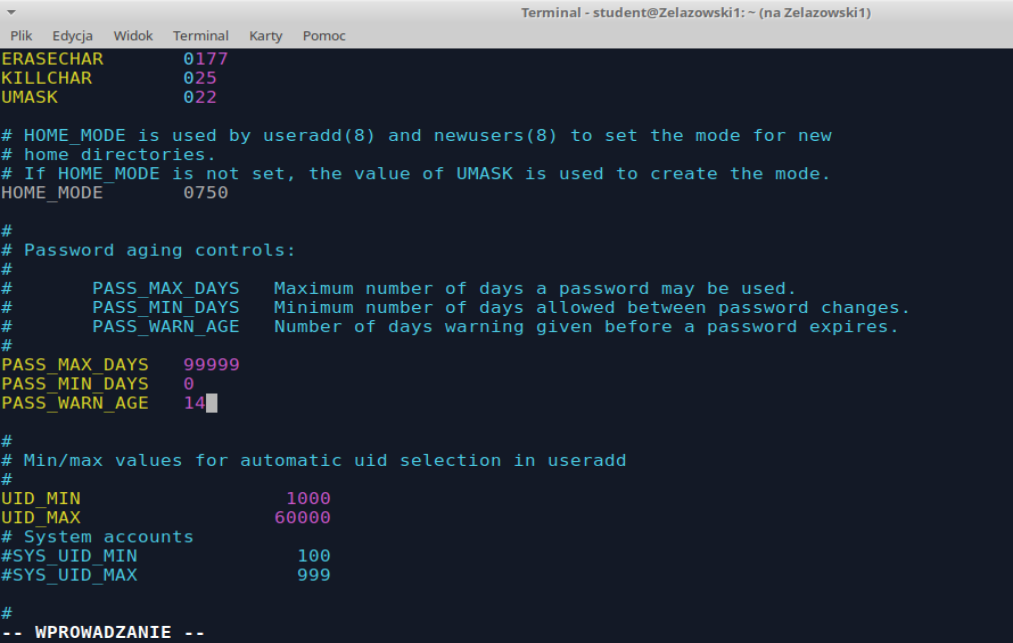 Terminal - student@Zelazowski1: ~ (na Zelazowski1)
Plik Edycja Widok Terminal Karty Pomoc
ERASECHAR 0177
KILLCHAR 025
UMASK 022
# HOME_MODE is used by useradd(8) and newusers(8) to set the mode for new
# home directories.
# If HOME_MODE is not set, the value of UMASK is used to create the mode.
HOME_MODE 0750
#
# Password aging controls:
#
# PASS_MAX_DAYS Maximum number of days a password may be used.
# PASS_MIN_DAYS Minimum number of days allowed between password changes.
# PASS_WARN_AGE Number of days warning given before a password expires.
#
PASS_MAX_DAYS 99999
PASS_MIN_DAYS 0
PASS_WARN_AGE 14
#
# Min/max values for automatic uid selection in useradd
#
UID_MIN 1000
UID_MAX 60000
# System accounts
#SYS_UID_MIN 100
#SYS_UID_MAX 999
#
-- WPROWADZANIE --